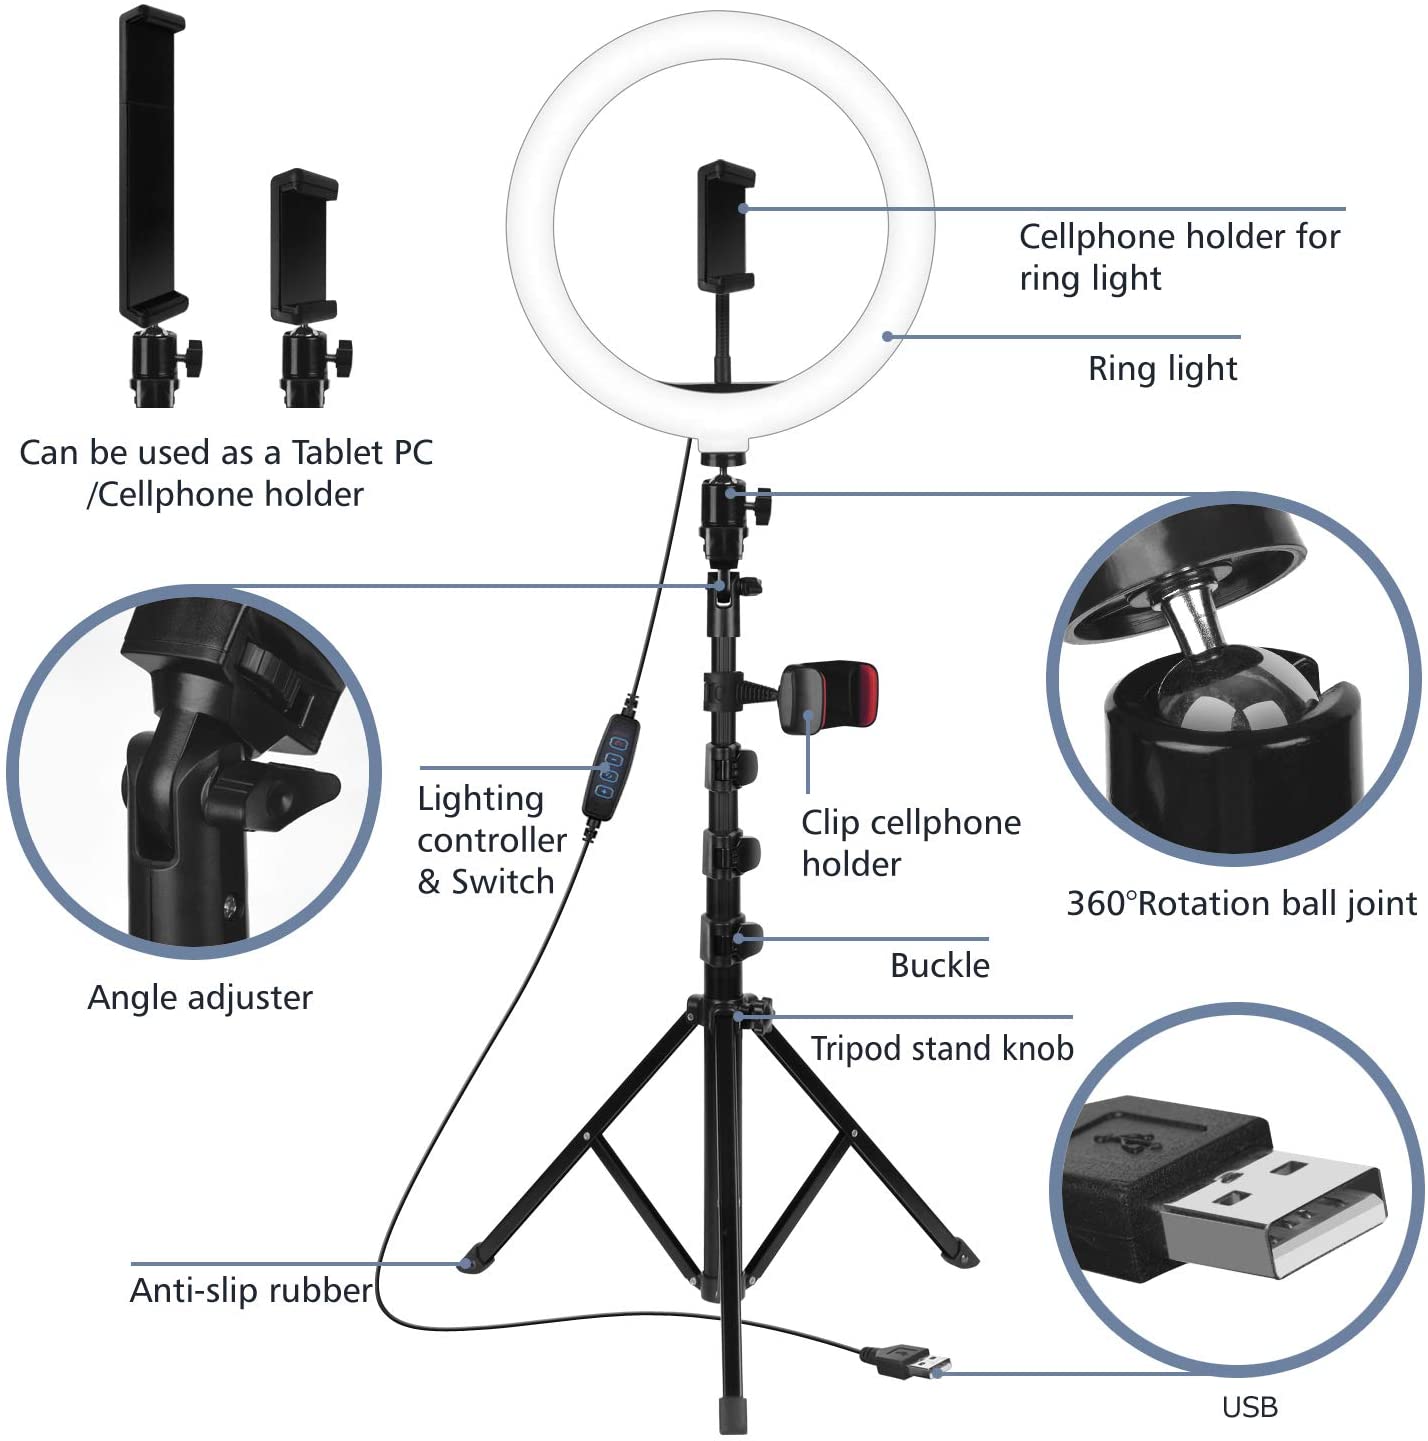 Cellphone holder for
ring light
Ring light
Can be used as a Tablet PC
/Cellphone holder
Lighting
controller
& Switch
Clip cellphone
holder
360°Rotation ball joint
Buckle
Angle adjuster
Tripod stand knob
Anti-slip rubber
USB